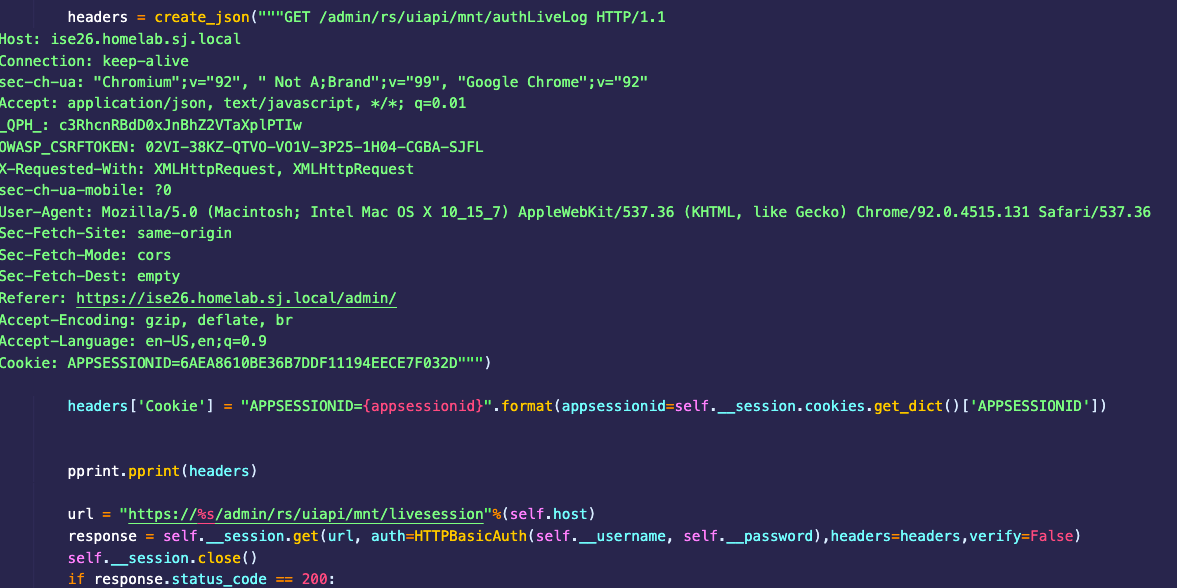 headers = create_json("""GET /admin/rs/uiapi/mnt/authLiveLog HTTP/1.1
Host: ise26.homelab.sj.local
Connection: keep-alive
sec-ch-ua: "Chromium";v="92", " Not A;Brand";v="99", "Google Chrome";v="92"
Accept: application/json, text/javascript, */*; q=0.01
_QPH_: c3RhcnRBdD0xJnBhZ2VTaXplPTIw
OWASP_CSRFTOKEN: 02VI-38KZ-QTVO-VO1V-3P25-1H04-CGBA-SJFL
X-Requested-With: XMLHttpRequest, XMLHttpRequest
sec-ch-ua-mobile: ?0
User-Agent: Mozilla/5.0 (Macintosh; Intel Mac OS X 10_15_7) AppleWebKit/537.36 (KHTML, like Gecko) Chrome/92.0.4515.131 Safari/537.36
Sec-Fetch-Site: same-origin
Sec-Fetch-Mode: cors
Sec-Fetch-Dest: empty
Referer: https://ise26.homelab.sj.local/admin/
Accept-Encoding: gzip, deflate, br
Accept-Language: en-US,en;q=0.9
Cookie: APPSESSIONID=6AEA8610BE36B7DDF11194EECE7F032D""")
headers['Cookie'] = "APPSESSIONID={appsessionid}".format(appsessionid=self.__session.cookies.get_dict()['APPSESSIONID'])
pprint.pprint(headers)
url = "https://%s/admin/rs/uiapi/mnt/livesession"%(self.host)
response = self.__session.get(url, auth=HTTPBasicAuth(self.__username, self.__password),headers=headers,verify=False)
self.__session.close()
if response.status_code == 200: